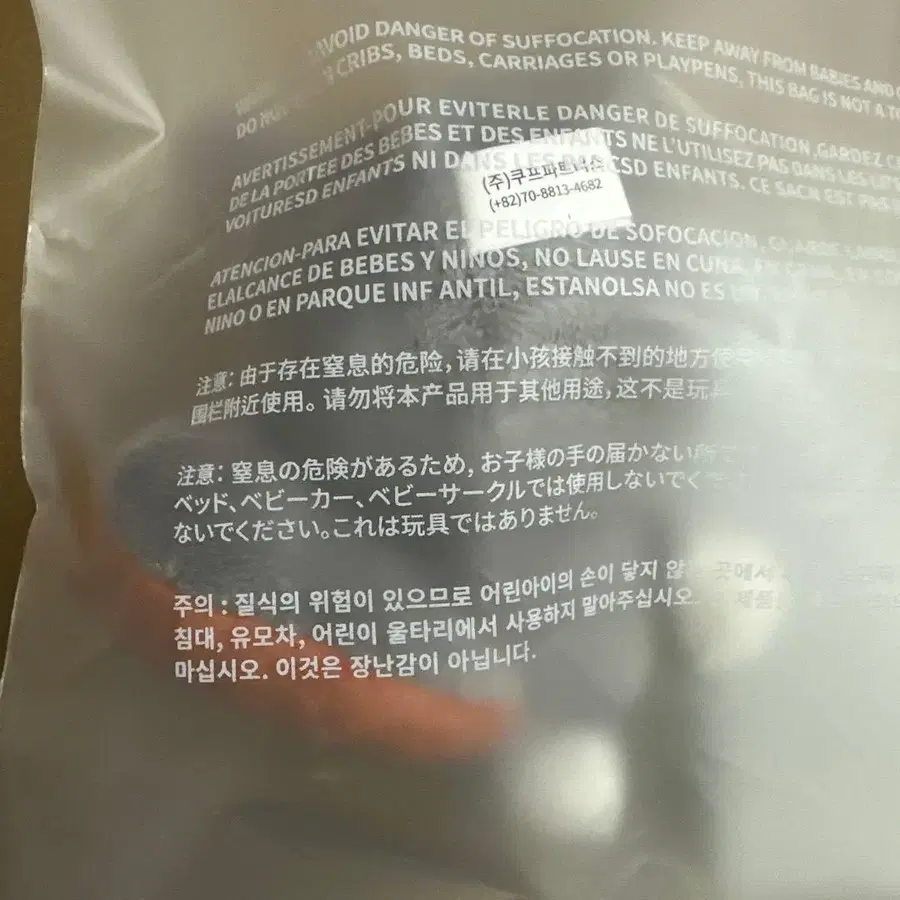 AVOID DANGER OF SUFFOCATION. KEEP AWAY FROM BABIES AND
DO NOT CRIBS, BEDS, CARRIAGES OR PLAYPENS, THIS BAG IS NOT A
AVERTISSEMENT-POUR EVITERLE DANGER DE SUFFOCATION,GARDEZ
DE LA PORTEE DES BEBES ET DES ENFANTS NE L'UTILISEZ PAS DANS LES
VOITURESD ENFANTS NI DANS LES ENFANTS. CE SACN EST PAS
(주)쿠프파트너스
(+82)70-8813-4682
ATENCION-PARA EVITAR EL PELIGRO DE SOFOCACION,
ELALCANCE DE BEBES Y NINOS, NO LAUSE EN CUNA,
NINO O EN PARQUE INF ANTIL, ESTANOLSA NO ES
注意：由于存在窒息的危险，请在小孩接触不到的地方使
围栏附近使用。请勿将本产品用于其他用途，这不是玩
注意：窒息の危険があるため，お子様の手の届かない所で
ベッド、ベビーカー、ベビーサークルでは使用しないでく
ないでください。これは玩具ではありません。
주의 : 질식의 위험이 있으므로 어린아이의 손이 닿지 않 곳에서
침대, 유모차, 어린이 울타리에서 사용하지 말아주십시오. 제품
마십시오. 이것은 장난감이 아닙니다.